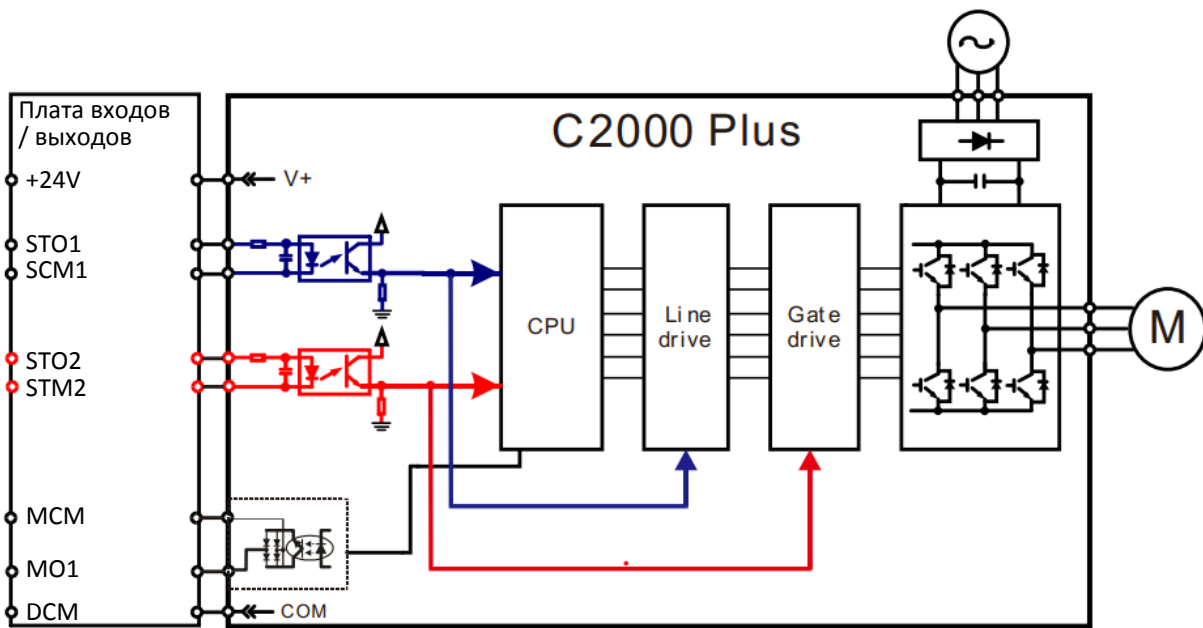 Плата входов
/ выходов
+24V
STO1
SCM1
STO2
STM2
MCM
MO1
DCM
C2000 Plus
V+
CPU
Line
drive
Gate
drive
M
COM